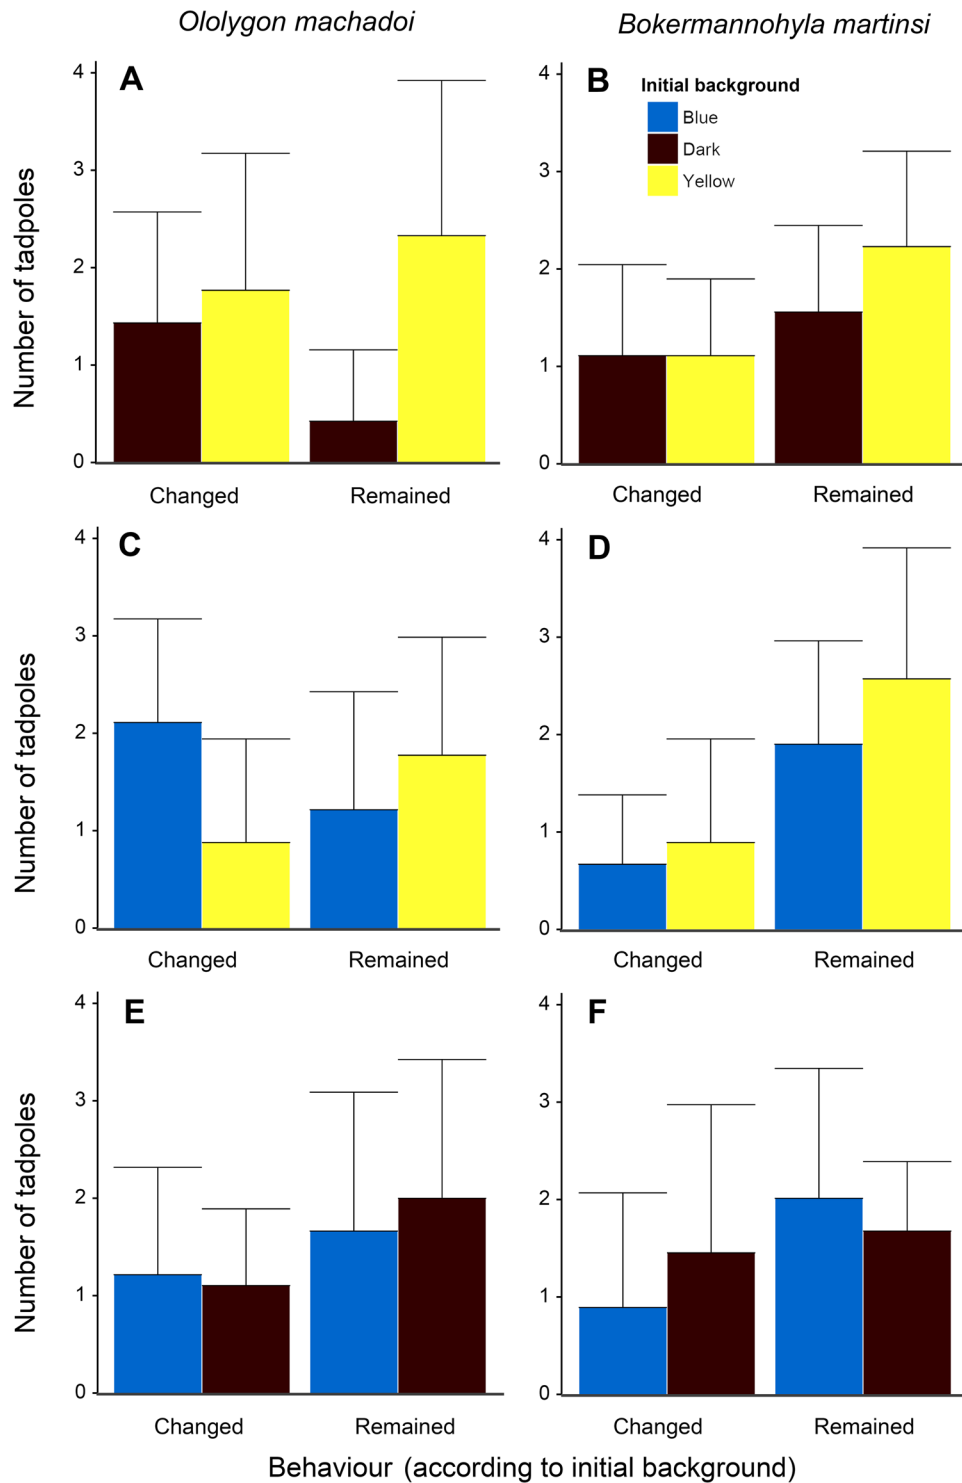 Ololygon machadoi
Bokermannohyla martinsi
A
4
3
2
1
0
Number of tadpoles
Changed
Remained
B
Initial background
Blue
Dark
Yellow
4
3
2
1
0
Changed
Remained
C
4
3
2
1
0
Number of tadpoles
Changed
Remained
D
4
3
2
1
0
Changed
Remained
E
4
3
2
1
0
Number of tadpoles
Changed
Remained
F
4
3
2
1
0
Changed
Remained
Behaviour (according to initial background)